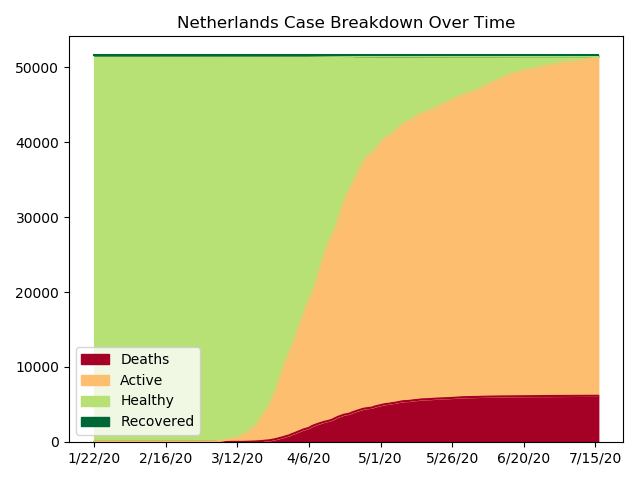 Netherlands Case Breakdown Over Time
50000
40000
30000
20000
10000
0
Deaths
Active
Healthy
Recovered
1/22/20 2/16/20 3/12/20 4/6/20 5/1/20 5/26/20 6/20/20 7/15/20